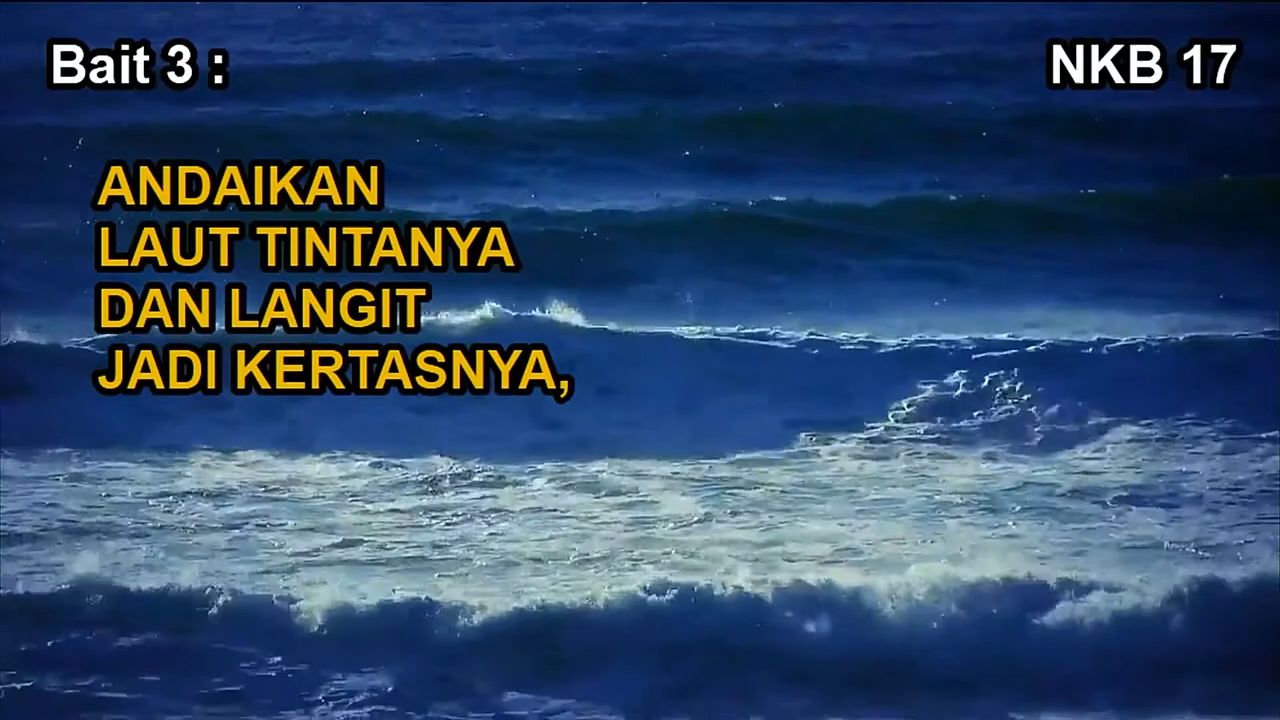 Bait 3 :
NKB 17
ANDAIKAN
LAUT TINTANYA
DAN LANGIT
JADI KERTASNYA,